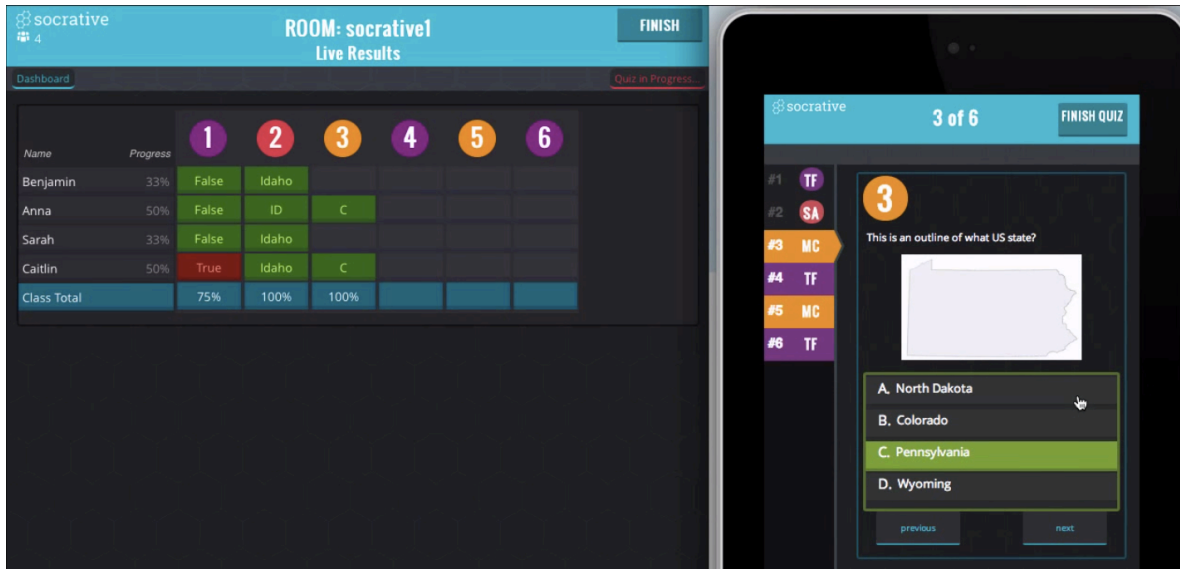 socrative
4
ROOM: socrative1
Live Results
FINISH
Dashboard
Quiz in Progress...
Name Progress 1 2 3 4 5 6
Benjamin 33% False Idaho
Anna 50% False ID C
Sarah 33% False Idaho
Caitlin 50% True Idaho C
Class Total 75% 100% 100%
socrative
3 of 6
FINISH QUIZ
#1 TF
#2 SA
#3 MC
#4 TF
#5 MC
#6 TF
3
This is an outline of what US state?
A. North Dakota
B. Colorado
C. Pennsylvania
D. Wyoming
previous
next